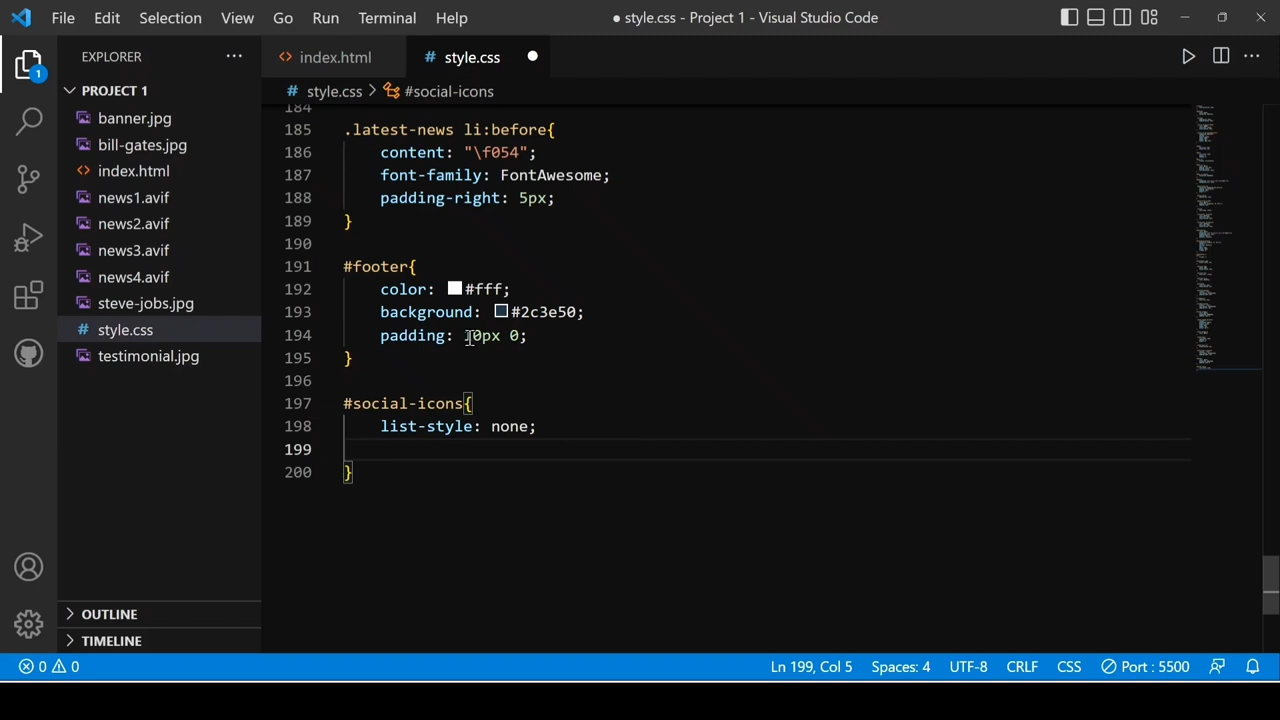 File Edit Selection View Go Run Terminal Help
● style.css - Project 1 - Visual Studio Code
EXPLORER
index.html
# style.css
1
PROJECT 1
# style.css > #social-icons
banner.jpg
bill-gates.jpg
index.html
news1.avif
news2.avif
news3.avif
news4.avif
steve-jobs.jpg
# style.css
testimonial.jpg
184
185 .latest-news li:before{
186 content: "\f054";
187 font-family: FontAwesome;
188 padding-right: 5px;
189 }
190
191 #footer{
192 color: #fff;
193 background: #2c3e50;
194 padding: 10px 0;
195 }
196
197 #social-icons{
198 list-style: none;
199
200 }
OUTLINE
TIMELINE
0 0
Ln 199, Col 5 Spaces: 4 UTF-8 CRLF CSS Port : 5500